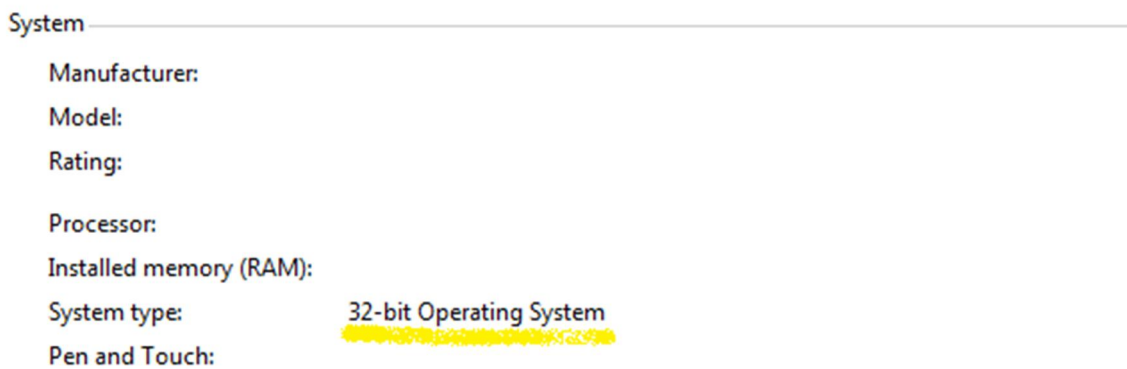 System
Manufacturer:
Model:
Rating:
Processor:
Installed memory (RAM):
System type: 32-bit Operating System
Pen and Touch: